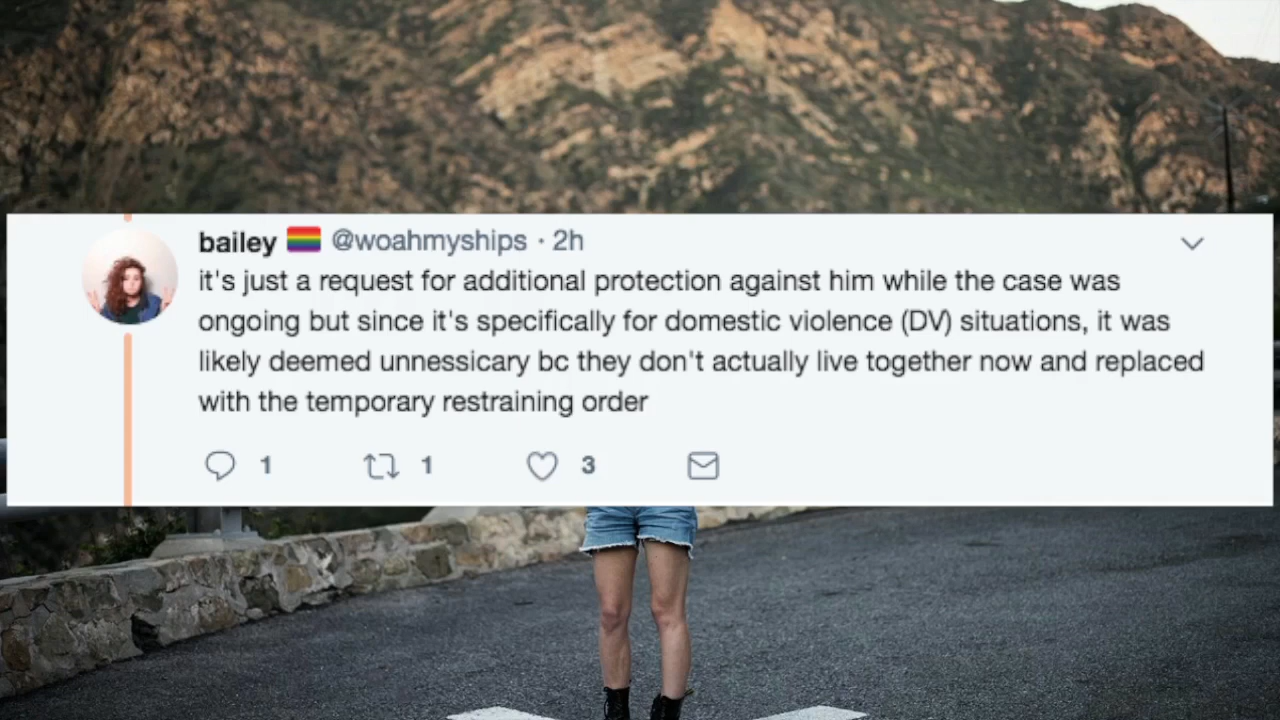 bailey 🏳️‍🌈 @woahmyships · 2h
it's just a request for additional protection against him while the case was
ongoing but since it's specifically for domestic violence (DV) situations, it was
likely deemed unnessicary bc they don't actually live together now and replaced
with the temporary restraining order
1 1 3